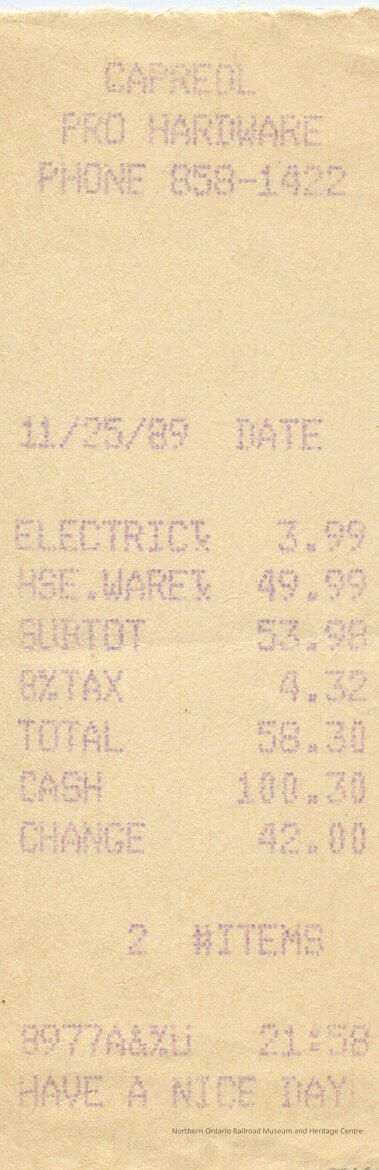 CAPREOL
PRO HARDWARE
PHONE 858-1422
11/25/89 DATE
ELECTRIC 3.99
HSE.WARE 49.99
SUBTOT 53.98
8%TAX 4.32
TOTAL 58.30
CASH 100.30
CHANGE 42.00
2 #ITEMS
21:58
HAVE A NICE DAY
Northern Ontario Railroad Museum and Heritage Centre